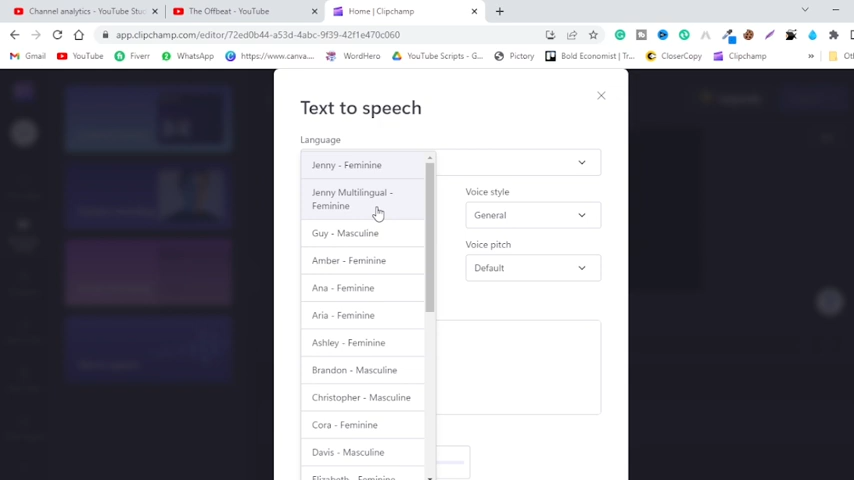 Channel analytics - YouTube Stu
The Offbeat - YouTube
Home | Clipchamp
app.clipchamp.com/editor/72ed0b44-a53d-4abc-9f39-42f1e470c060
Gmail
YouTube
Fiverr
WhatsApp
https://www.canva....
WordHero
YouTube Scripts - G...
Pictory
Bold Economist | Tr...
CloserCopy
Clipchamp
»
Text to speech
Language
Jenny - Feminine
Jenny Multilingual -
Feminine
Voice style
General
Guy - Masculine
Voice pitch
Amber - Feminine
Default
Ana - Feminine
Aria - Feminine
Ashley - Feminine
Brandon - Masculine
Christopher - Masculine
Cora - Feminine
Davis - Masculine
Elizabeth - Feminine